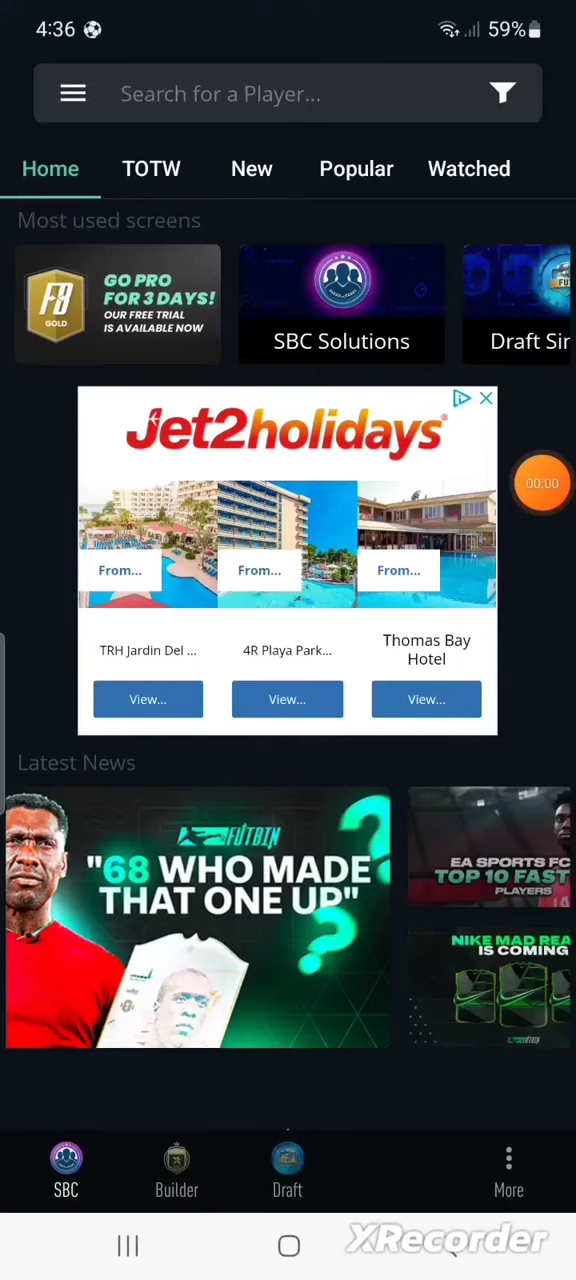 4:36
59%
Search for a Player...
Home TOTW New Popular Watched
Most used screens
GO PRO
FOR 3 DAYS!
OUR FREE TRIAL
IS AVAILABLE NOW
GOLD
SBC Solutions
Draft Sir
Jet2holidays®
From... From... From...
TRH Jardin Del ... 4R Playa Park... Thomas Bay
Hotel
View... View... View...
00:00
Latest News
FUTBIN
"68 WHO MADE
THAT ONE UP"
EA SPORTS FC
TOP 10 FAST
PLAYERS
NIKE MAD REA
IS COMING
FUTBIN
SBC Builder Draft More
XRecorder